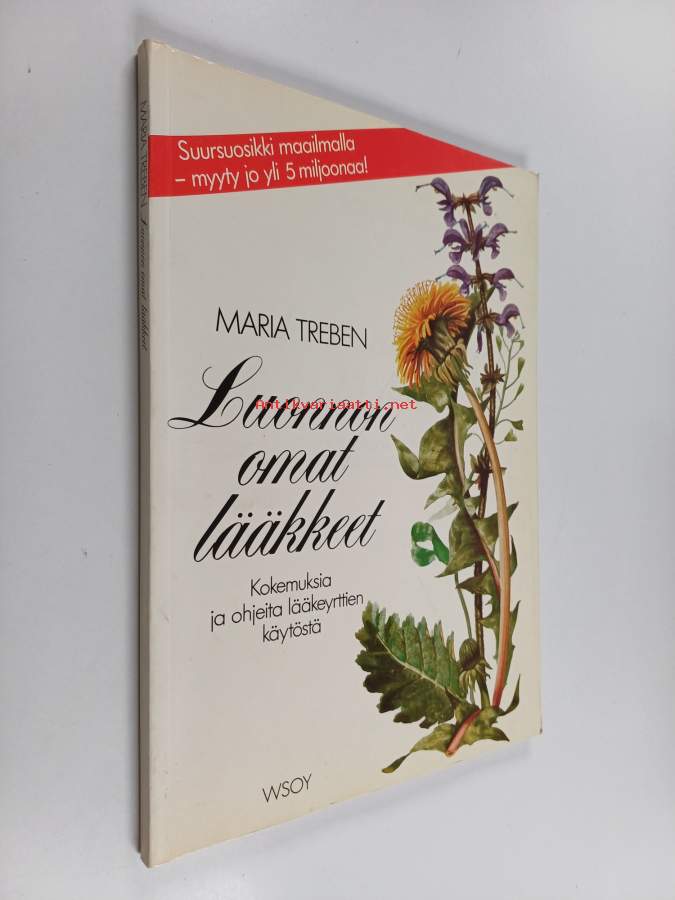 Suursuosikki maailmalla
– myyty jo yli 5 miljoonaa!
MARIA TREBEN
Luonnon
omat
lääkkeet
Kokemuksia
ja ohjeita lääkeyrttien
käytöstä
WSOY
MARIA TREBEN Luonnon omat lääkkeet
Antikvariaatti.net